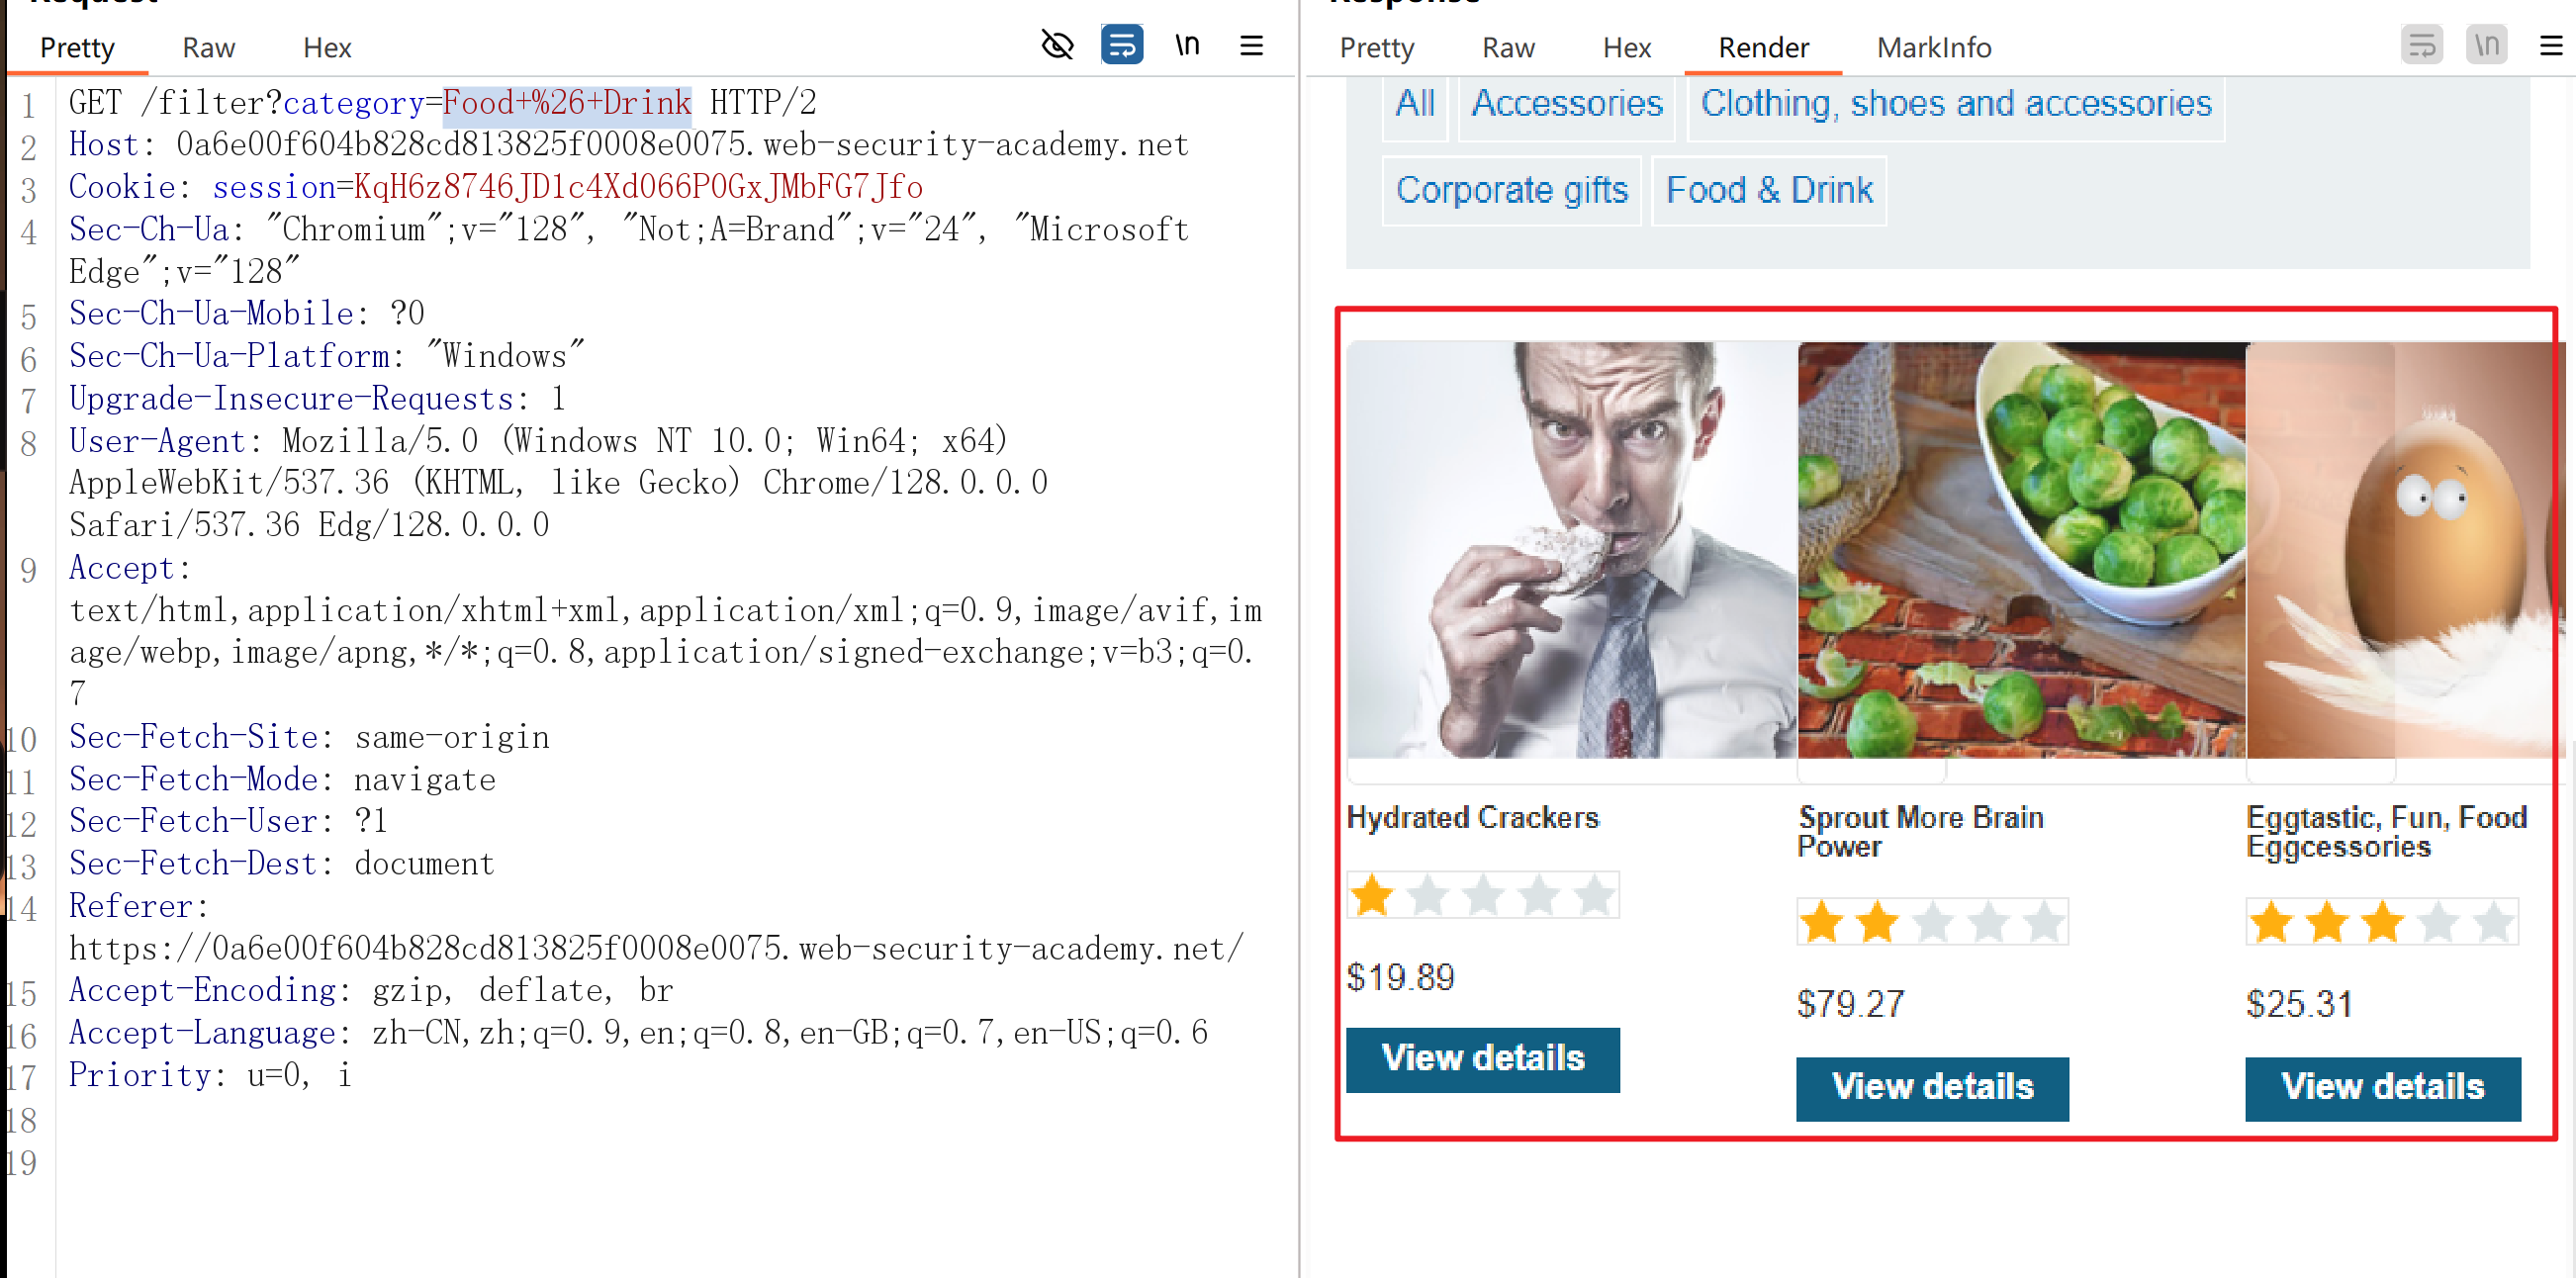 Request
Pretty Raw Hex
\n
1 GET /filter?category=Food+%26+Drink HTTP/2
2 Host: 0a6e00f604b828cd813825f0008e0075.web-security-academy.net
3 Cookie: session=KqH6z8746JD1c4XdO66P0GxJMbFG7Jfo
4 Sec-Ch-Ua: "Chromium";v="128", "Not;A=Brand";v="24", "Microsoft
Edge";v="128"
5 Sec-Ch-Ua-Mobile: ?0
6 Sec-Ch-Ua-Platform: "Windows"
7 Upgrade-Insecure-Requests: 1
8 User-Agent: Mozilla/5.0 (Windows NT 10.0; Win64; x64)
AppleWebKit/537.36 (KHTML, like Gecko) Chrome/128.0.0.0
Safari/537.36 Edg/128.0.0.0
9 Accept:
text/html,application/xhtml+xml,application/xml;q=0.9,image/avif,im
age/webp,image/apng,*/*;q=0.8,application/signed-exchange;v=b3;q=0.
7
10 Sec-Fetch-Site: same-origin
11 Sec-Fetch-Mode: navigate
12 Sec-Fetch-User: ?1
13 Sec-Fetch-Dest: document
14 Referer:
https://0a6e00f604b828cd813825f0008e0075.web-security-academy.net/
15 Accept-Encoding: gzip, deflate, br
16 Accept-Language: zh-CN,zh;q=0.9,en;q=0.8,en-GB;q=0.7,en-US;q=0.6
17 Priority: u=0, i
18
19
Response
Pretty Raw Hex Render MarkInfo
\n
All Accessories Clothing, shoes and accessories
Corporate gifts Food & Drink
Hydrated Crackers
$19.89
View details
Sprout More Brain
Power
$79.27
View details
Eggtastic, Fun, Food
Eggcessories
$25.31
View details